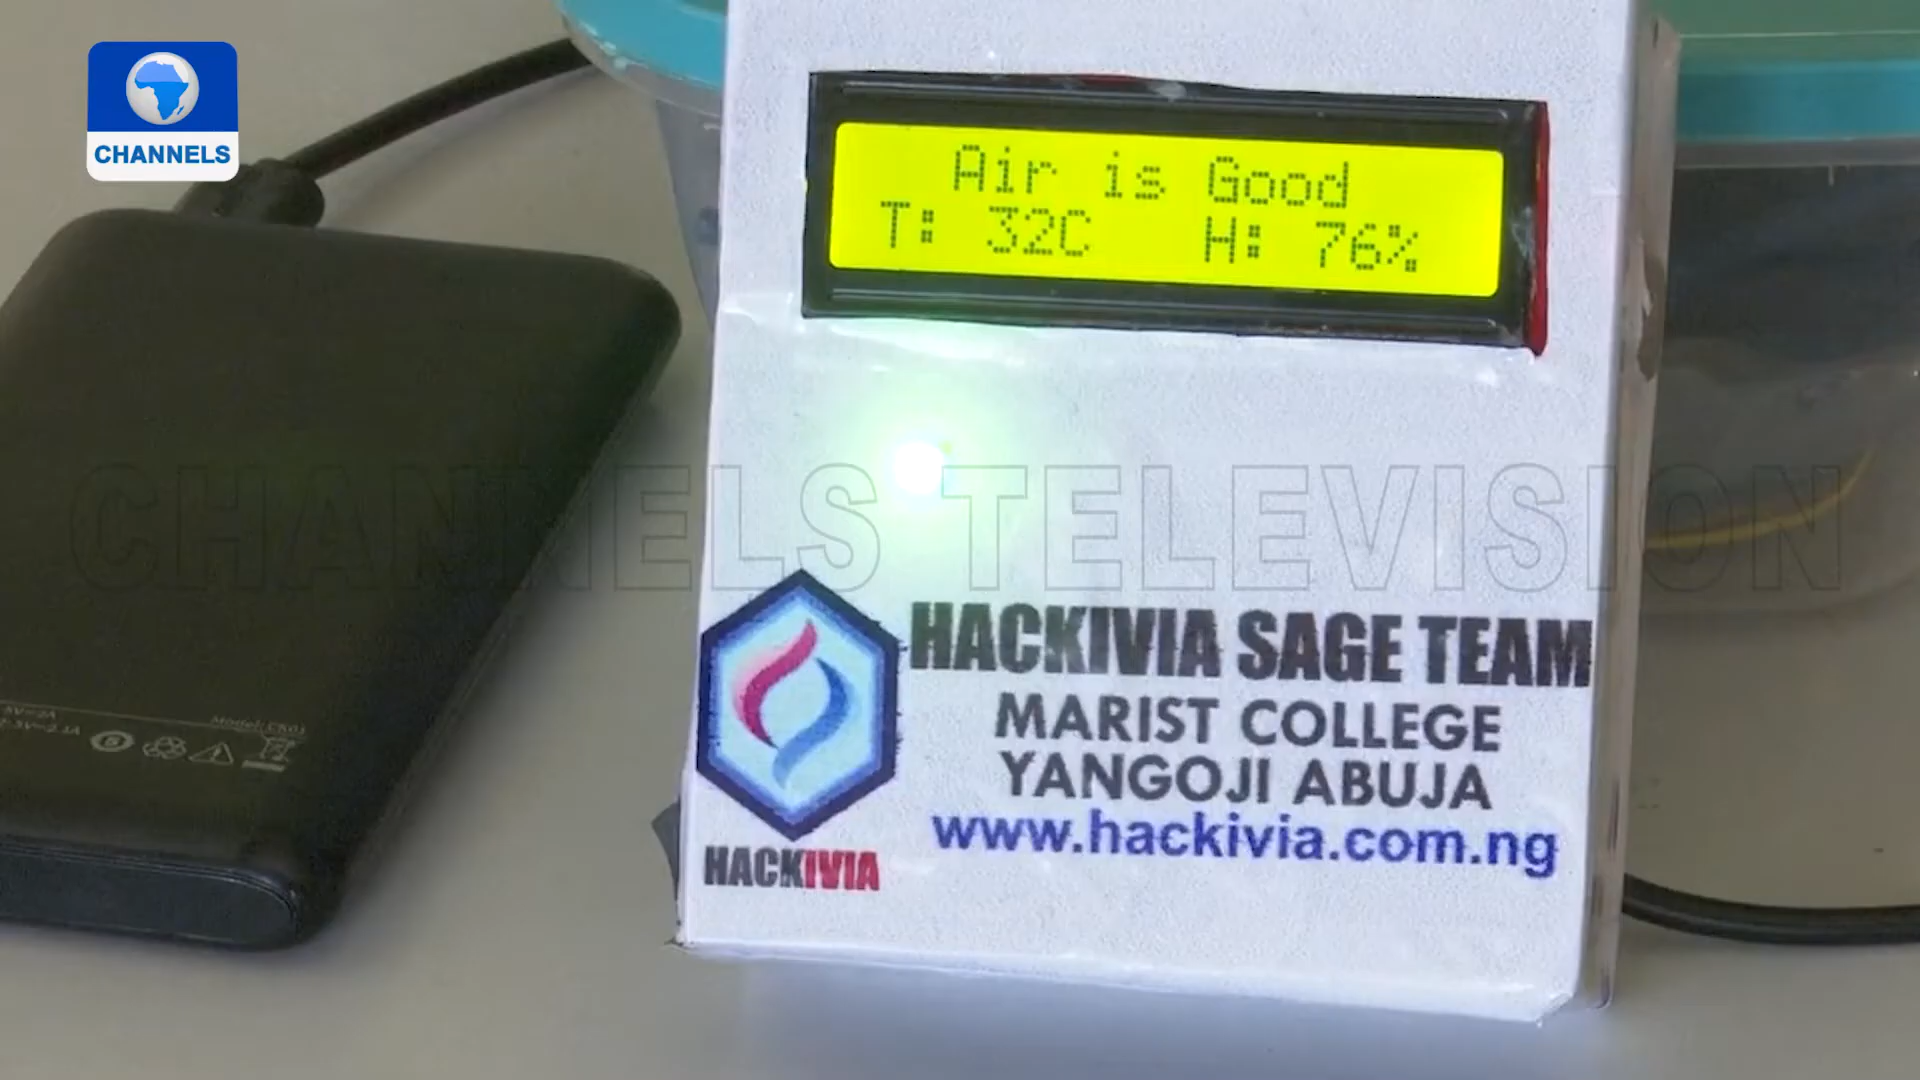 CHANNELS
Air is Good
T: 32C H: 76%
CHANNELS TELEVISION
HACKIVIA SAGE TEAM
MARIST COLLEGE
YANGOJI ABUJA
www.hackivia.com.ng
HACKIVIA